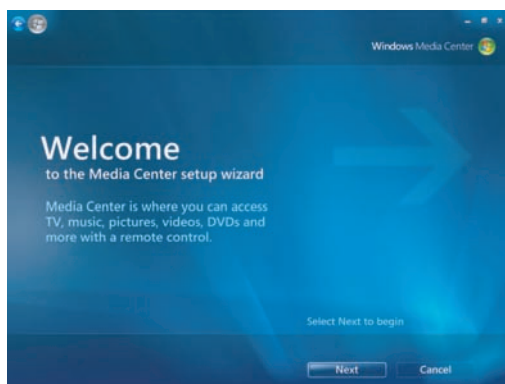 Windows Media Center
Welcome
to the Media Center setup wizard
Media Center is where you can access
TV, music, pictures, videos, DVDs and
more with a remote control.
Select Next to begin
Next Cancel